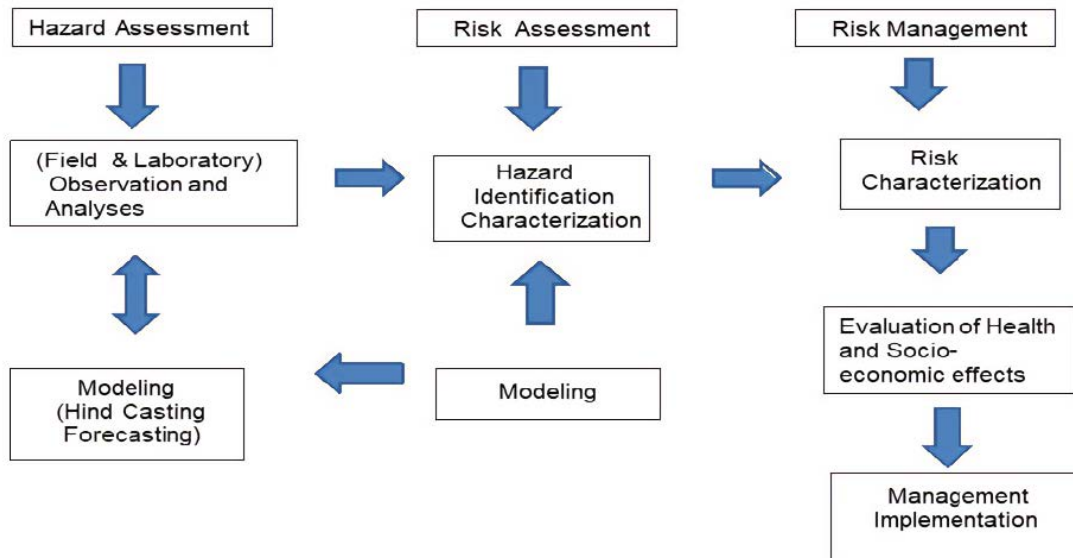 Hazard Assessment
Risk Assessment
Risk Management
(Field & Laboratory)
Observation and
Analyses
Hazard
Identification
Characterization
Risk
Characterization
Evaluation of Health
and Socio-
economic effects
Modeling
(Hind Casting
Forecasting)
Modeling
Management
Implementation